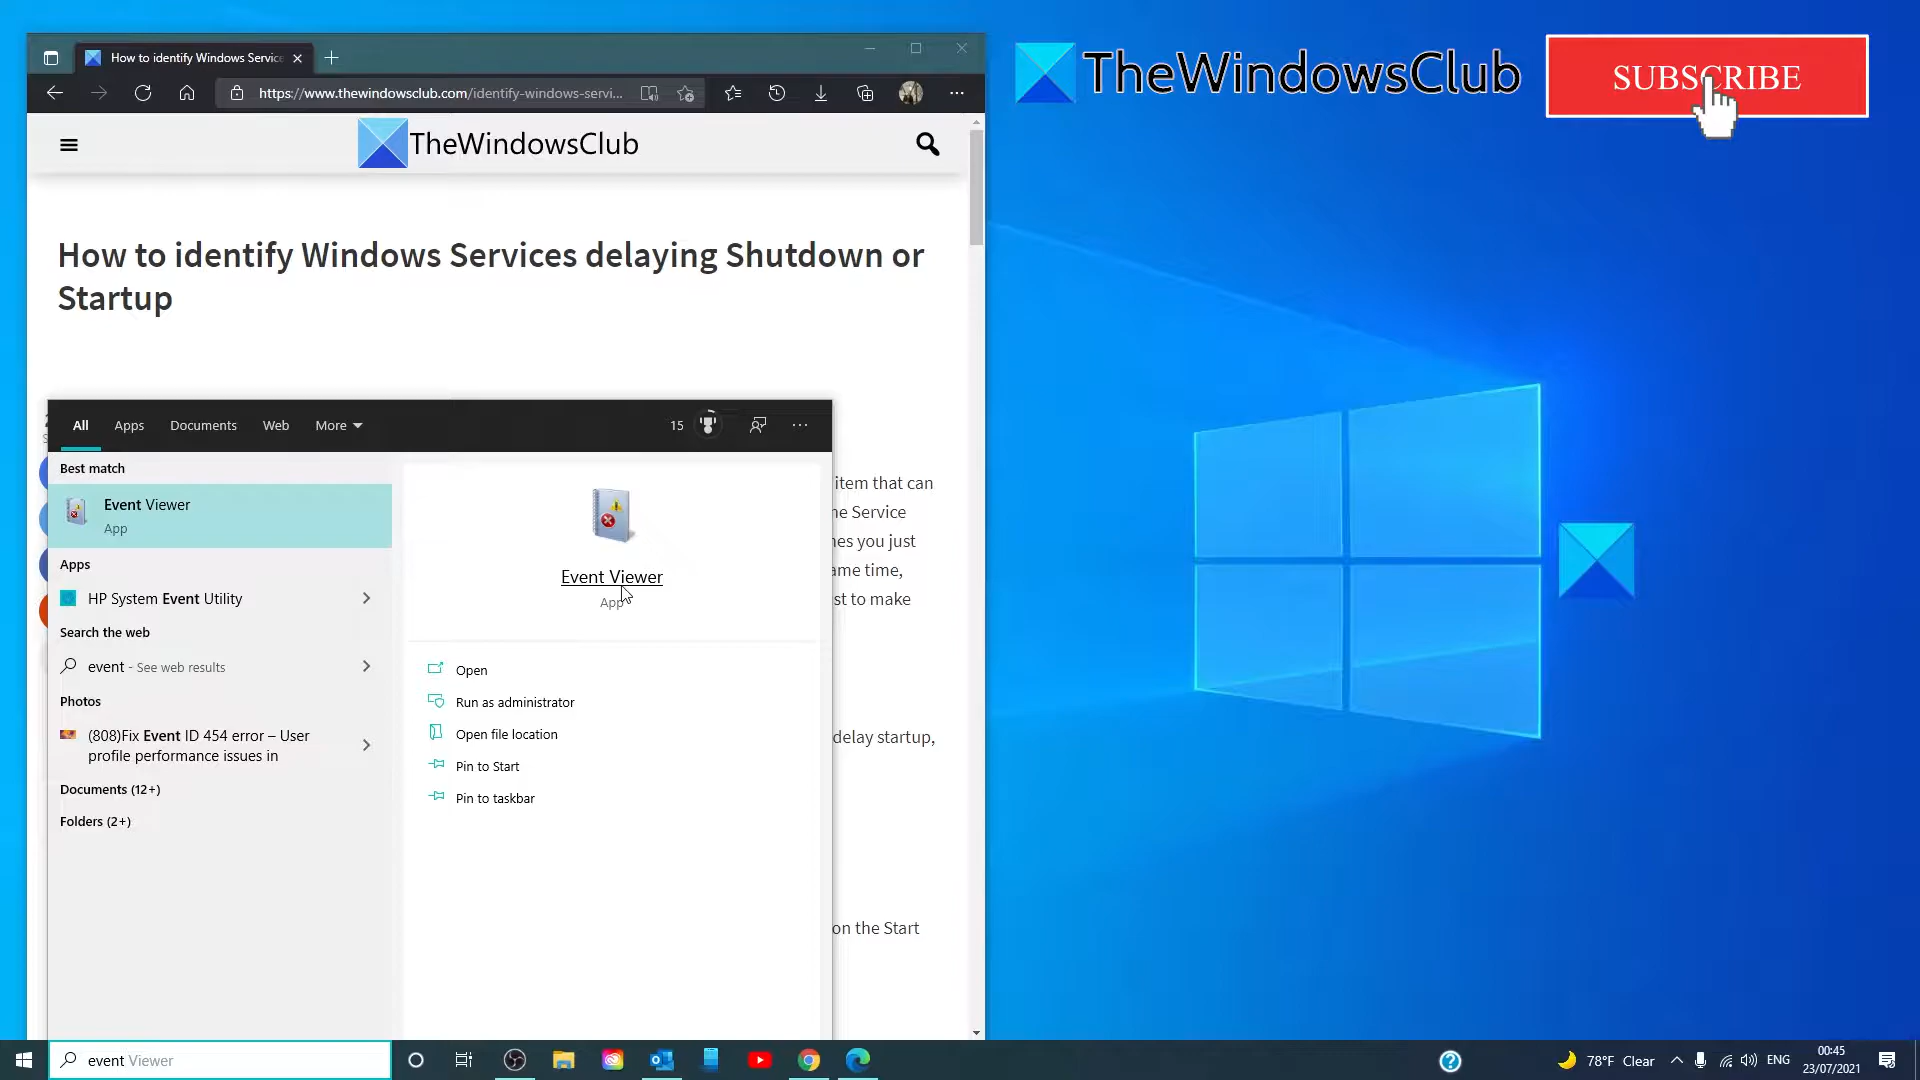 How to identify Windows Service
https://www.thewindowsclub.com/identify-windows-servi...
TheWindowsClub
TheWindowsClub
SUBSCRIBE
How to identify Windows Services delaying Shutdown or
Startup
All
Apps
Documents
Web
More
15
Best match
Event Viewer
App
Apps
HP System Event Utility
Search the web
event - See web results
Photos
(808)Fix Event ID 454 error – User
profile performance issues in
Documents (12+)
Folders (2+)
Event Viewer
App
Open
Run as administrator
Open file location
Pin to Start
Pin to taskbar
item that can
Service
you just
time,
to make
delay startup,
on the Start
event Viewer
78°F Clear
ENG
00:45
23/07/2021